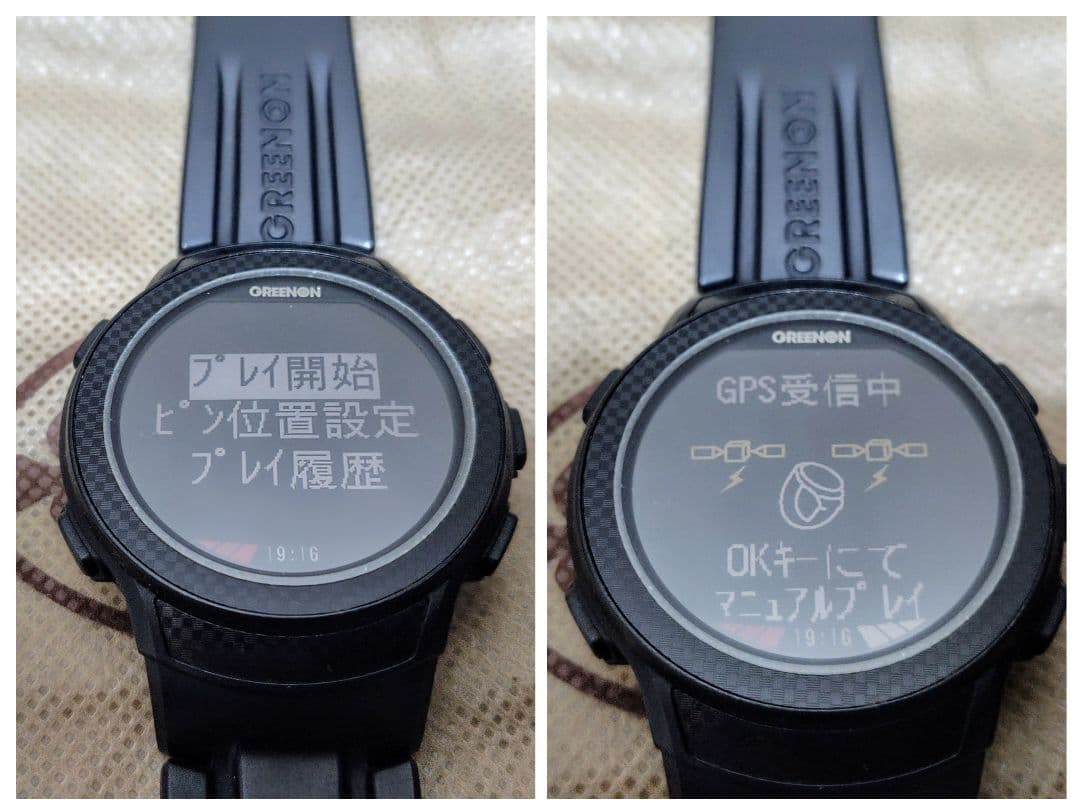 GREENON
GREENON
プレイ開始
ピン位置設定
プレイ履歴
19:16
GREENON
GREENON
GPS受信中
OKキーにて
マニュアルプレイ
19:16